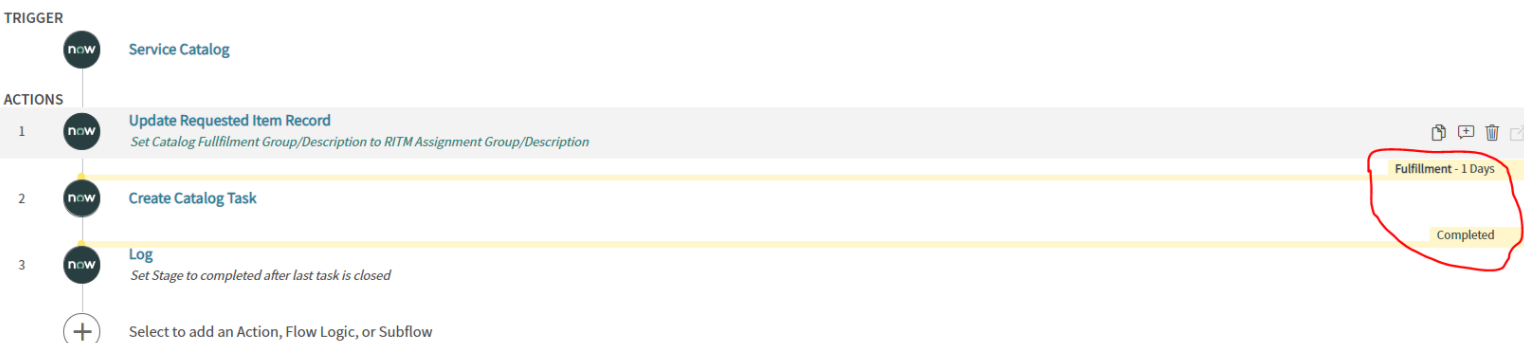 TRIGGER
now
Service Catalog
ACTIONS
1
now
Update Requested Item Record
Set Catalog Fullfilment Group/Description to RITM Assignment Group/Description
Fulfillment - 1 Days
2
now
Create Catalog Task
Completed
3
now
Log
Set Stage to completed after last task is closed
Select to add an Action, Flow Logic, or Subflow